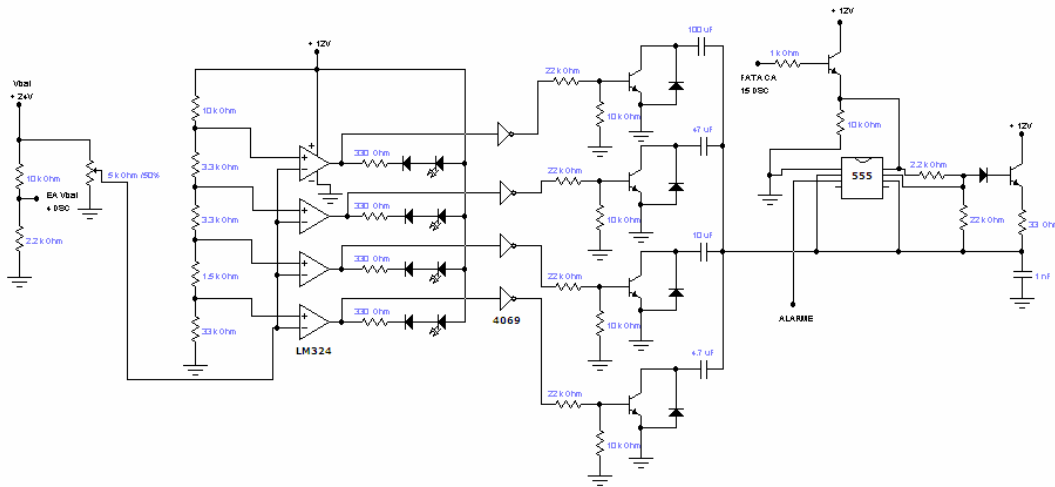 Vbat
+ 24V
10 k Ohm
5 k Ohm /50%
EA Vbat
4 DSC
2.2 k Ohm
+ 12V
10 k Ohm
3.3 k Ohm
3.3 k Ohm
1.5 k Ohm
33 k Ohm
330 Ohm
330 Ohm
330 Ohm
330 Ohm
LM324
4069
22 k Ohm
10 k Ohm
100 uF
22 k Ohm
10 k Ohm
47 uF
22 k Ohm
10 k Ohm
10 uF
22 k Ohm
10 k Ohm
4.7 uF
+ 12V
1 k Ohm
FATA CA
15 DSC
10 k Ohm
555
2.2 k Ohm
+ 12V
22 k Ohm
33 Ohm
1 nF
ALARME